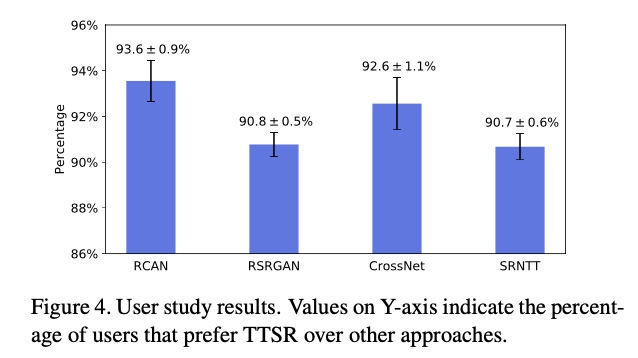 96%
93.6 ± 0.9%
94%
92.6 ± 1.1%
92%
90.8 ± 0.5%
90.7 ± 0.6%
Percentage
90%
88%
86%
RCAN
RSRGAN
CrossNet
SRNTT
Figure 4. User study results. Values on Y-axis indicate the percent-
age of users that prefer TTSR over other approaches.